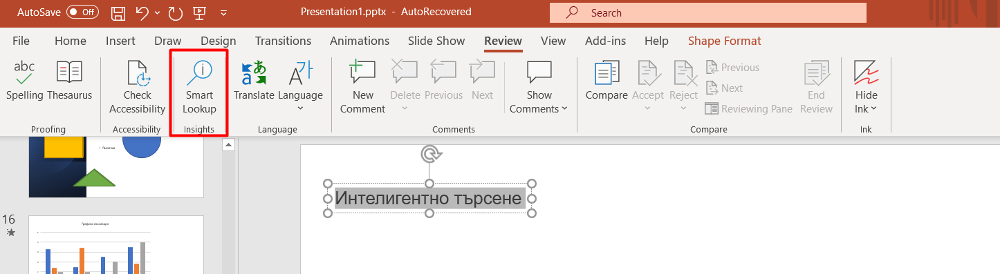 AutoSave Off Presentation1.pptx - AutoRecovered Search
File Home Insert Draw Design Transitions Animations Slide Show Review View Add-ins Help Shape Format
abc
Spelling
Thesaurus
Proofing
Check
Accessibility
Accessibility
Smart
Lookup
Insights
Translate
Language
Language
New
Comment
Delete
Previous
Next
Show
Comments
Comments
Compare
Accept
Reject
Previous
Next
Reviewing Pane
End
Review
Compare
Hide
Ink
Ink
16
Интелигентно търсене